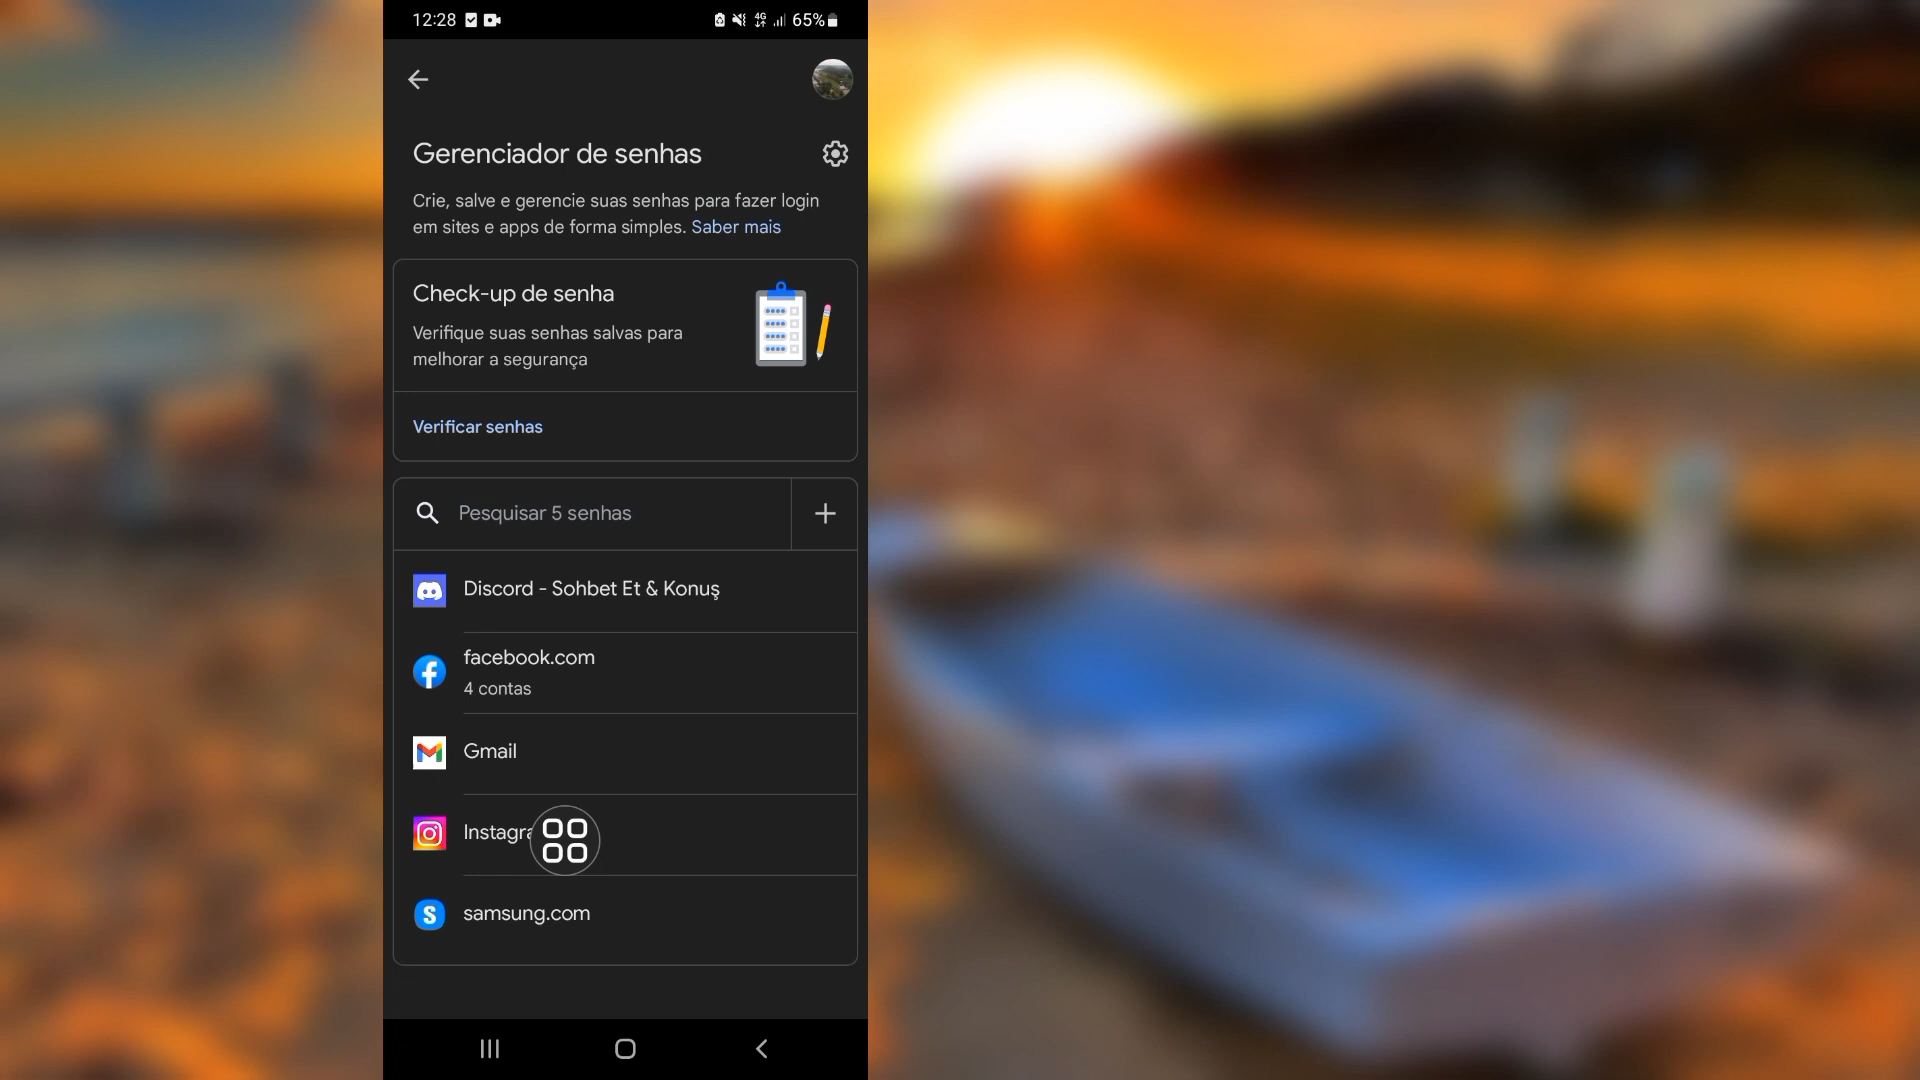 12:28
4G
65%
Gerenciador de senhas
Crie, salve e gerencie suas senhas para fazer login
em sites e apps de forma simples. Saber mais
Check-up de senha
Verifique suas senhas salvas para
melhorar a segurança
Verificar senhas
Pesquisar 5 senhas
Discord - Sohbet Et & Konuş
facebook.com
4 contas
Gmail
Instagra
samsung.com